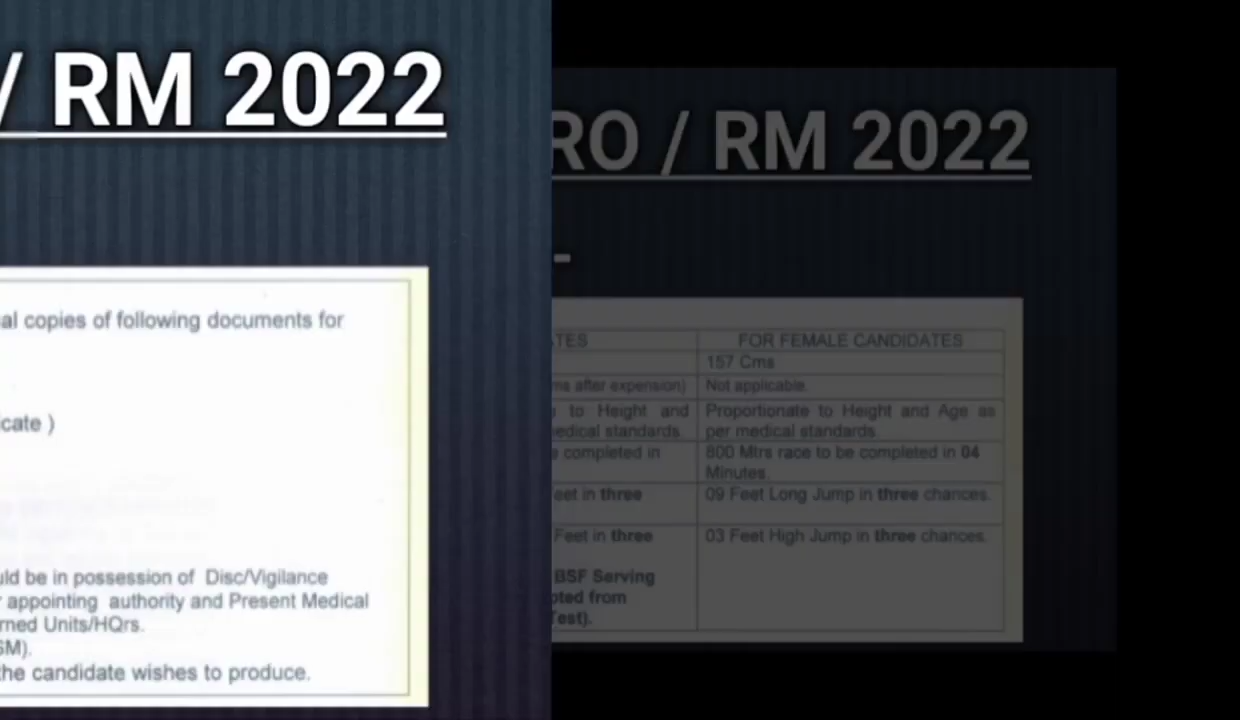 / RM 2022
al copies of following documents for
cate )
uld be in possession of Disc/Vigilance
r appointing authority and Present Medical
rned Units/HQrs.
SM).
the candidate wishes to produce.
RO / RM 2022
-
TES FOR FEMALE CANDIDATES
157 Cms
ms after expension) Not applicable.
to Height and Proportionate to Height and Age as
edical standards. per medical standards.
completed in 800 Mtrs race to be completed in 04
Minutes.
eet in three 09 Feet Long Jump in three chances.
Feet in three 03 Feet High Jump in three chances.
BSF Serving
pted from
Test).